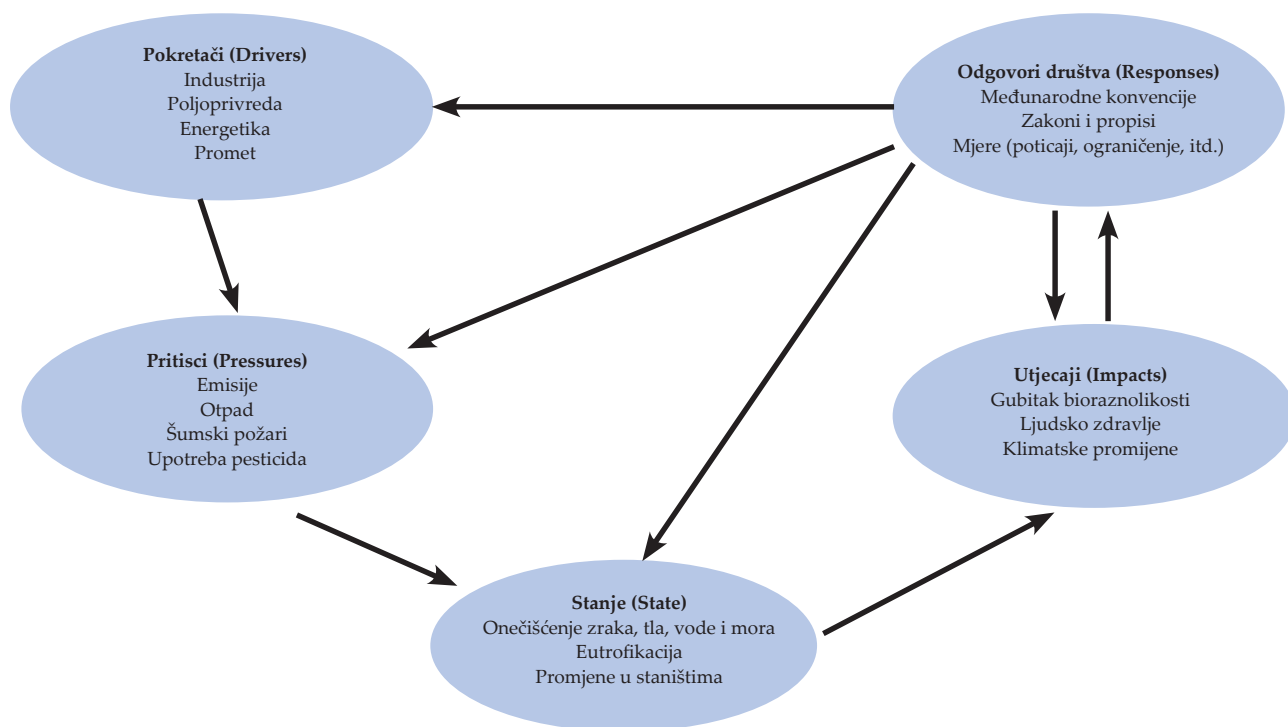 Pokretači (Drivers)
Industrija
Poljoprivreda
Energetika
Promet
Odgovori društva (Responses)
Međunarodne konvencije
Zakoni i propisi
Mjere (poticaji, ograničenje, itd.)
Pritisci (Pressures)
Emisije
Otpad
Šumski požari
Upotreba pesticida
Utjecaji (Impacts)
Gubitak bioraznolikosti
Ljudsko zdravlje
Klimatske promijene
Stanje (State)
Onečišćenje zraka, tla, vode i mora
Eutrofikacija
Promjene u staništima